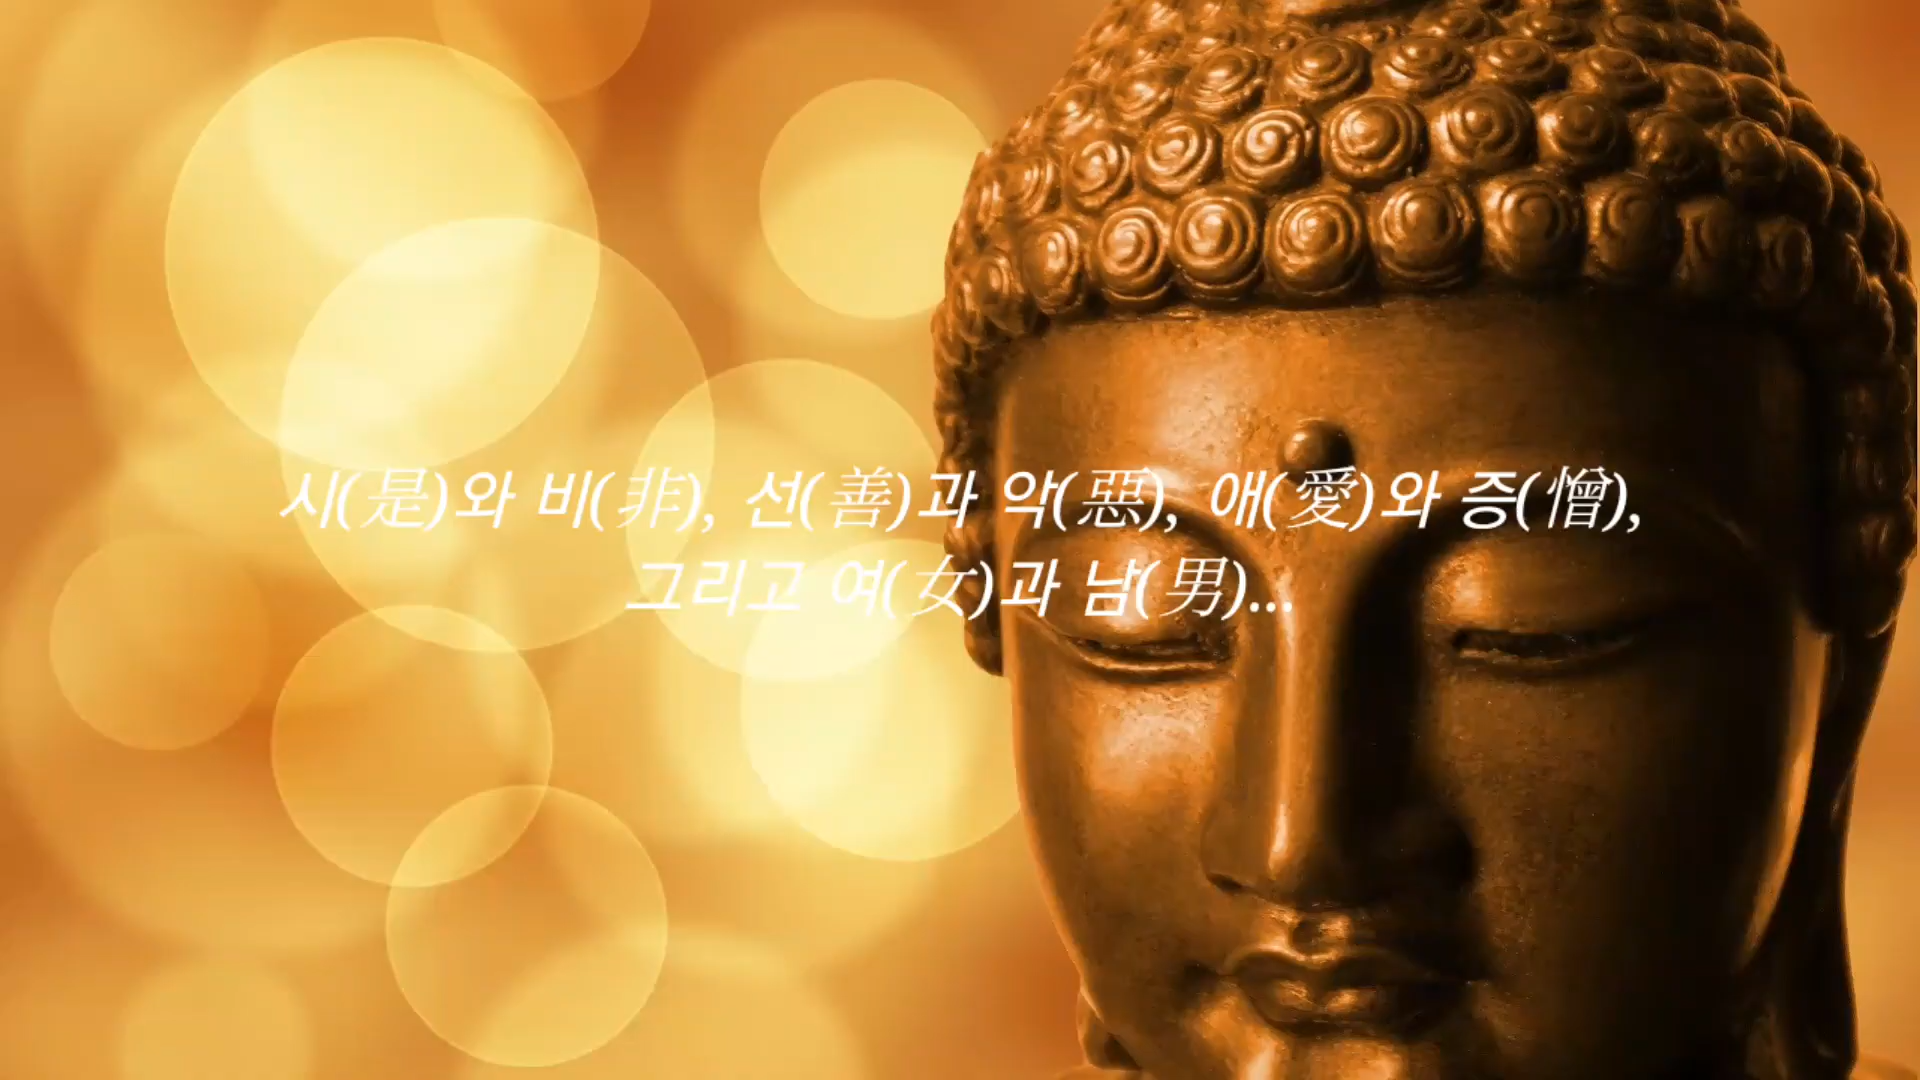 시(是)와 비(非), 선(善)과 악(惡), 애(愛)와 증(憎),
그리고 여(女)과 남(男)...